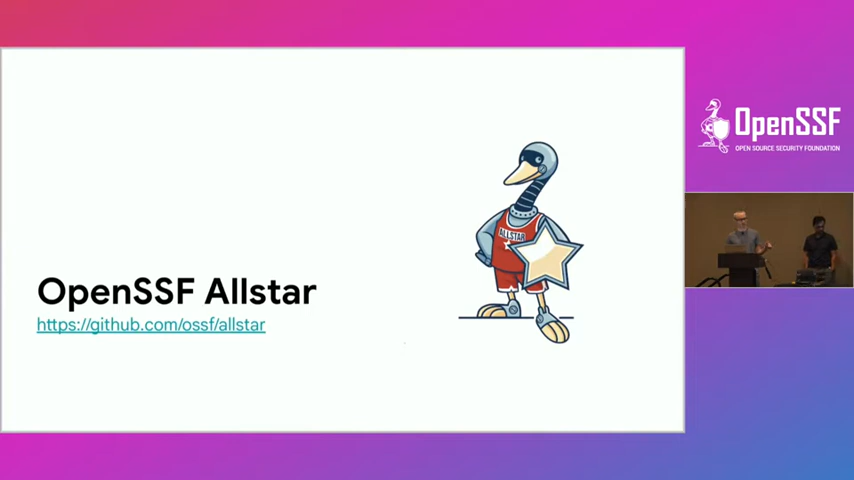 OpenSSF Allstar
https://github.com/ossf/allstar
ALLSTAR
OpenSSF
OPEN SOURCE SECURITY FOUNDATION